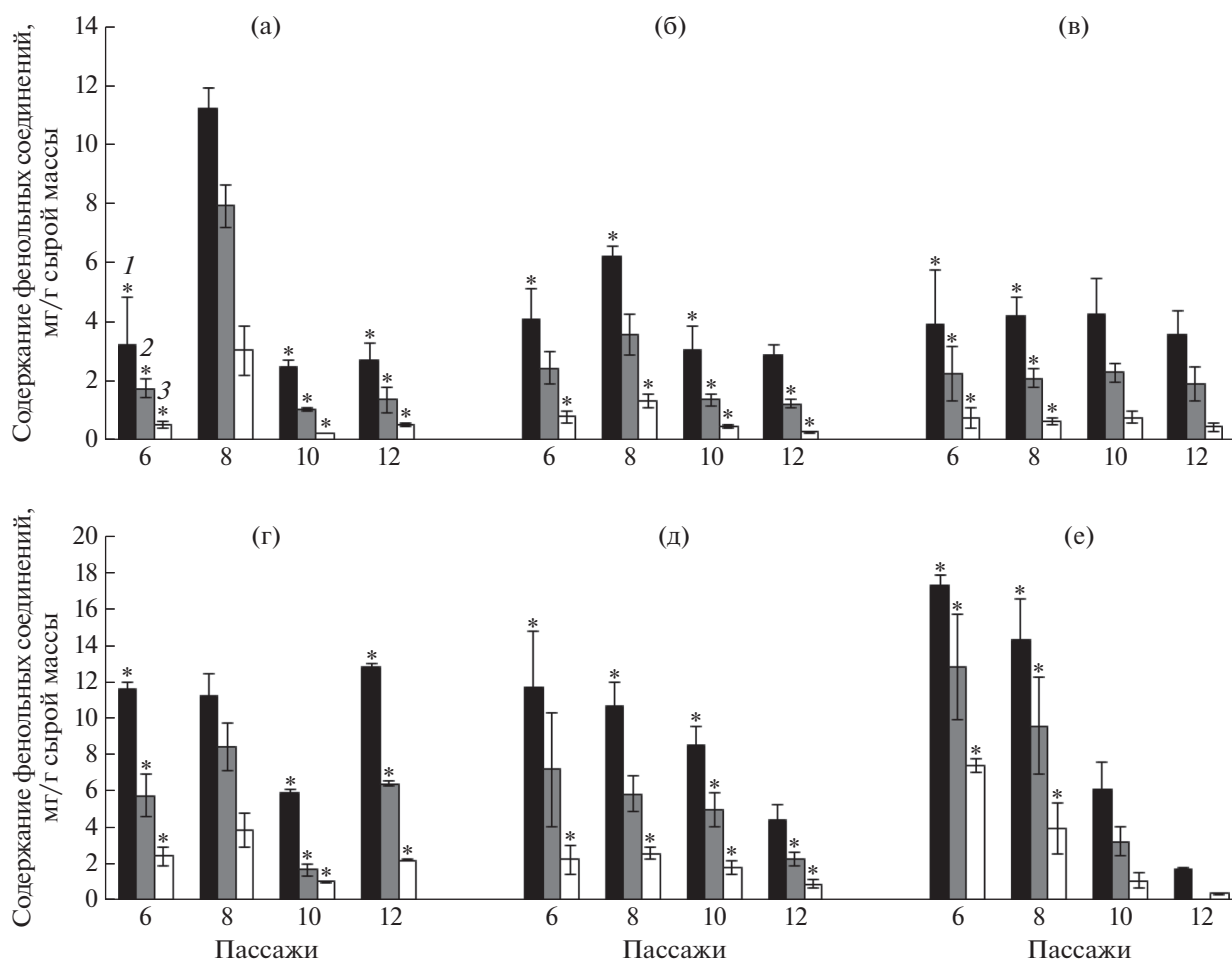 (а) (б) (в)
Содержание фенольных соединений,
мг/г сырой массы
14
12
10
8
6
4
2
0
1
2
3
* * * * * * * * *
* * * * * * * * *
* * * * * *
6 8 10 12 6 8 10 12 6 8 10 12
(г) (д) (е)
Содержание фенольных соединений,
мг/г сырой массы
20
18
16
14
12
10
8
6
4
2
0
* * * * * * * * *
* * * * * * * * *
* * * * * *
6 8 10 12 6 8 10 12 6 8 10 12
Пассажи Пассажи Пассажи